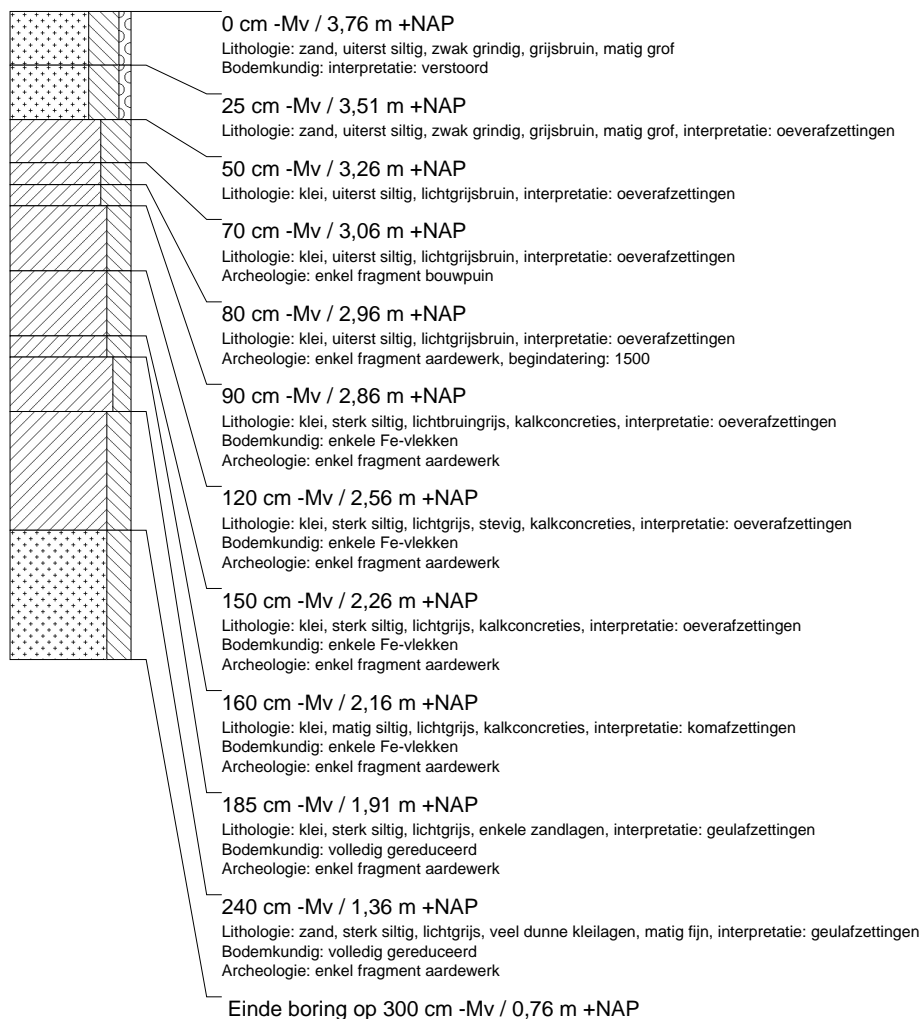 0 cm -Mv / 3,76 m +NAP
Lithologie: zand, uiterst siltig, zwak grindig, grijsbruin, matig grof
Bodemkundig: interpretatie: verstoord
25 cm -Mv / 3,51 m +NAP
Lithologie: zand, uiterst siltig, zwak grindig, grijsbruin, matig grof, interpretatie: oeverafzettingen
50 cm -Mv / 3,26 m +NAP
Lithologie: klei, uiterst siltig, lichtgrijsbruin, interpretatie: oeverafzettingen
70 cm -Mv / 3,06 m +NAP
Lithologie: klei, uiterst siltig, lichtgrijsbruin, interpretatie: oeverafzettingen
Archeologie: enkel fragment bouwpuin
80 cm -Mv / 2,96 m +NAP
Lithologie: klei, uiterst siltig, lichtgrijsbruin, interpretatie: oeverafzettingen
Archeologie: enkel fragment aardewerk, begindatering: 1500
90 cm -Mv / 2,86 m +NAP
Lithologie: klei, sterk siltig, lichtbruingrijs, kalkconcreties, interpretatie: oeverafzettingen
Bodemkundig: enkele Fe-vlekken
Archeologie: enkel fragment aardewerk
120 cm -Mv / 2,56 m +NAP
Lithologie: klei, sterk siltig, lichtgrijs, stevig, kalkconcreties, interpretatie: oeverafzettingen
Bodemkundig: enkele Fe-vlekken
Archeologie: enkel fragment aardewerk
150 cm -Mv / 2,26 m +NAP
Lithologie: klei, sterk siltig, lichtgrijs, kalkconcreties, interpretatie: oeverafzettingen
Bodemkundig: enkele Fe-vlekken
Archeologie: enkel fragment aardewerk
160 cm -Mv / 2,16 m +NAP
Lithologie: klei, matig siltig, lichtgrijs, kalkconcreties, interpretatie: komafzettingen
Bodemkundig: enkele Fe-vlekken
Archeologie: enkel fragment aardewerk
185 cm -Mv / 1,91 m +NAP
Lithologie: klei, sterk siltig, lichtgrijs, enkele zandlagen, interpretatie: geulafzettingen
Bodemkundig: volledig gereduceerd
Archeologie: enkel fragment aardewerk
240 cm -Mv / 1,36 m +NAP
Lithologie: zand, sterk siltig, lichtgrijs, veel dunne kleilagen, matig fijn, interpretatie: geulafzettingen
Bodemkundig: volledig gereduceerd
Archeologie: enkel fragment aardewerk
Einde boring op 300 cm -Mv / 0,76 m +NAP